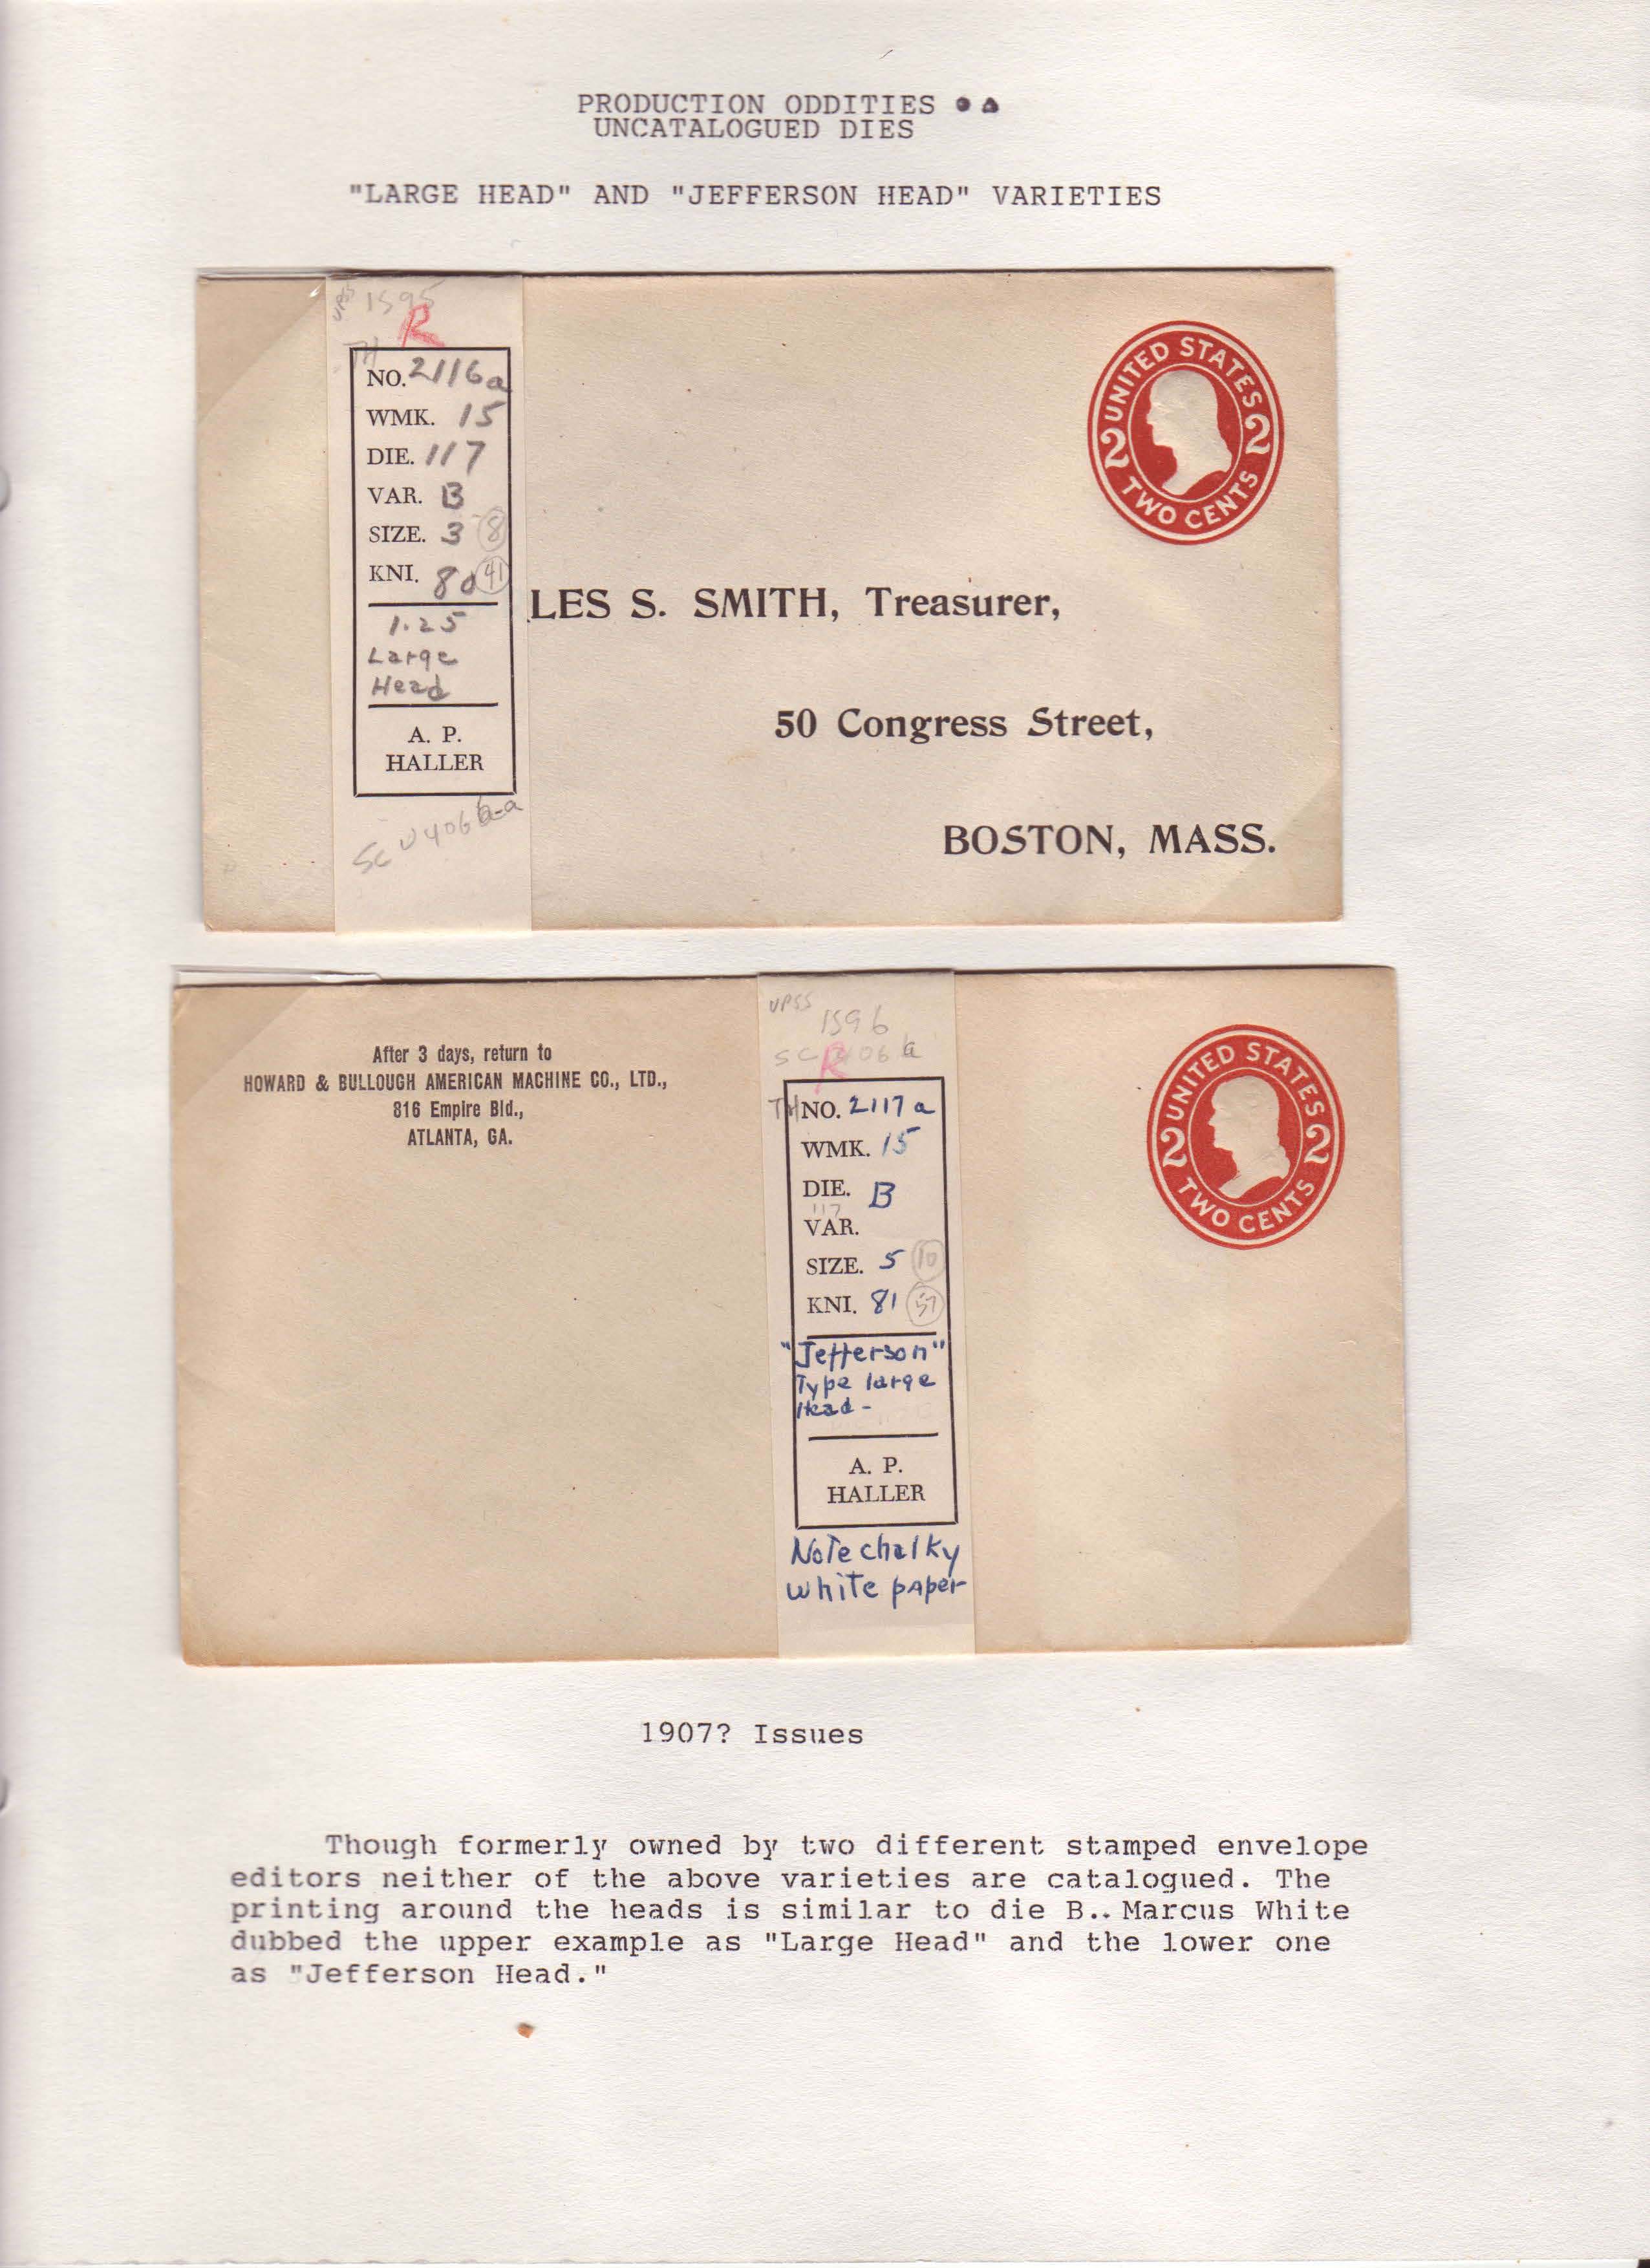 PRODUCTION ODDITIES
UNCATALOGUED DIES
"LARGE HEAD" AND "JEFFERSON HEAD" VARIETIES
1595
R
TH
NO. 2116a
WMK. 15
DIE. 117
VAR. B
SIZE. 3 8
KNI. 80 41
1.25
Large
Head
A. P.
HALLER
SC U406
UNITED STATES
2 2
TWO CENTS
LES S. SMITH, Treasurer,
50 Congress Street,
BOSTON, MASS.
After 3 days, return to
HOWARD & BULLOUGH AMERICAN MACHINE CO., LTD.,
816 Empire Bld.,
ATLANTA, GA.
UPSS
1596
SC U406a
R
TH NO. 2117a
WMK. 15
DIE. B
117
VAR.
SIZE. 5 10
KNI. 81 57
"Jefferson"
Type large
Head-
A. P.
HALLER
Note chalky
white paper
UNITED STATES
2 2
TWO CENTS
1907? Issues
Though formerly owned by two different stamped envelope
editors neither of the above varieties are catalogued. The
printing around the heads is similar to die B.. Marcus White
dubbed the upper example as "Large Head" and the lower one
as "Jefferson Head."